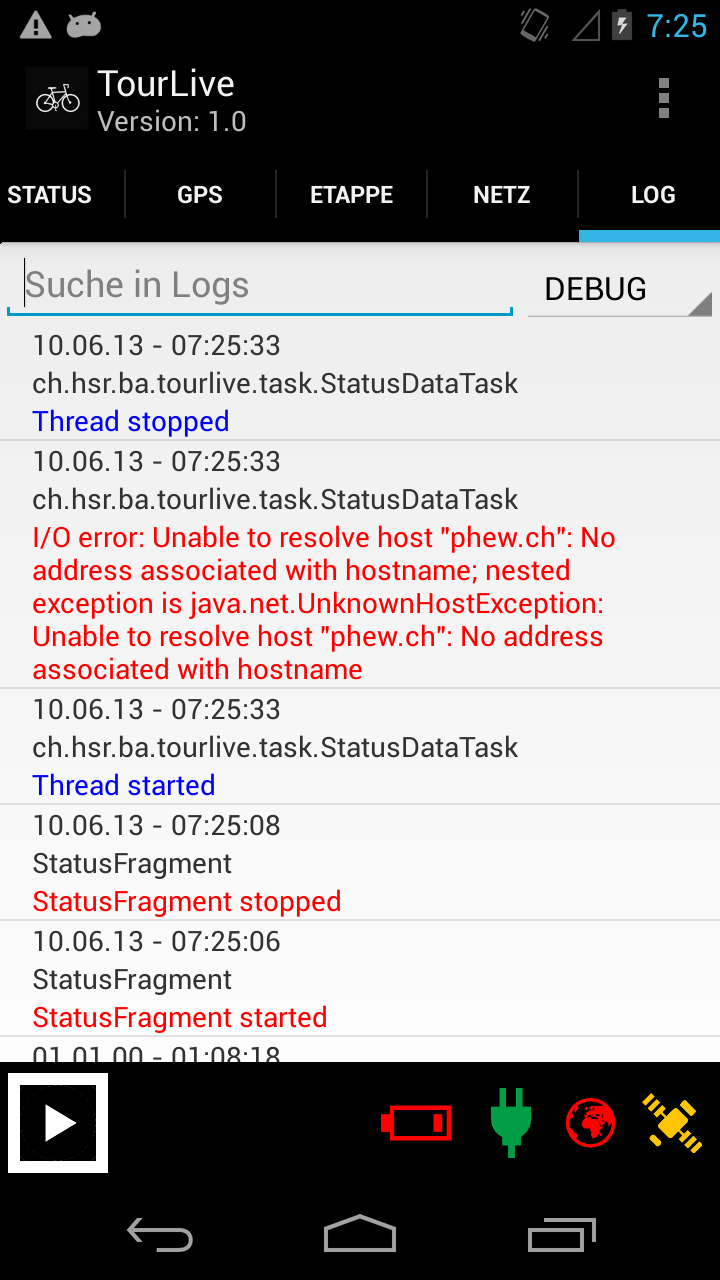 7:25
TourLive
Version: 1.0
STATUS
GPS
ETAPPE
NETZ
LOG
Suche in Logs
DEBUG
10.06.13 - 07:25:33
ch.hsr.ba.tourlive.task.StatusDataTask
Thread stopped
10.06.13 - 07:25:33
ch.hsr.ba.tourlive.task.StatusDataTask
I/O error: Unable to resolve host "phew.ch": No
address associated with hostname; nested
exception is java.net.UnknownHostException:
Unable to resolve host "phew.ch": No address
associated with hostname
10.06.13 - 07:25:33
ch.hsr.ba.tourlive.task.StatusDataTask
Thread started
10.06.13 - 07:25:08
StatusFragment
StatusFragment stopped
10.06.13 - 07:25:06
StatusFragment
StatusFragment started
01.01.00 - 01:08:18